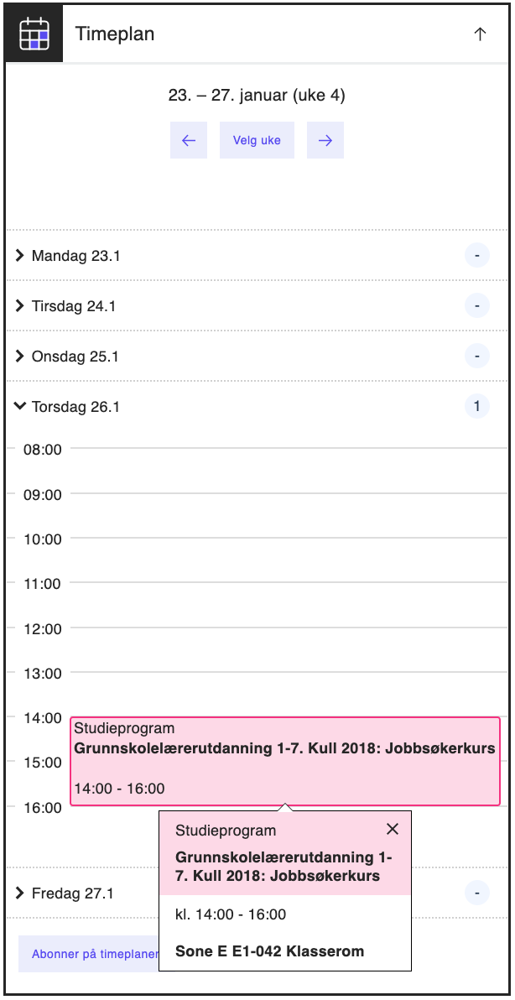 Timeplan
23. – 27. januar (uke 4)
Velg uke
Mandag 23.1 -
Tirsdag 24.1 -
Onsdag 25.1 -
Torsdag 26.1 1
08:00
09:00
10:00
11:00
12:00
13:00
14:00
Studieprogram
Grunnskolelærerutdanning 1-7. Kull 2018: Jobbsøkerkurs
15:00
14:00 - 16:00
16:00
Studieprogram
Grunnskolelærerutdanning 1-
7. Kull 2018: Jobbsøkerkurs
kl. 14:00 - 16:00
Sone E E1-042 Klasserom
Fredag 27.1 -
Abonner på timeplaner